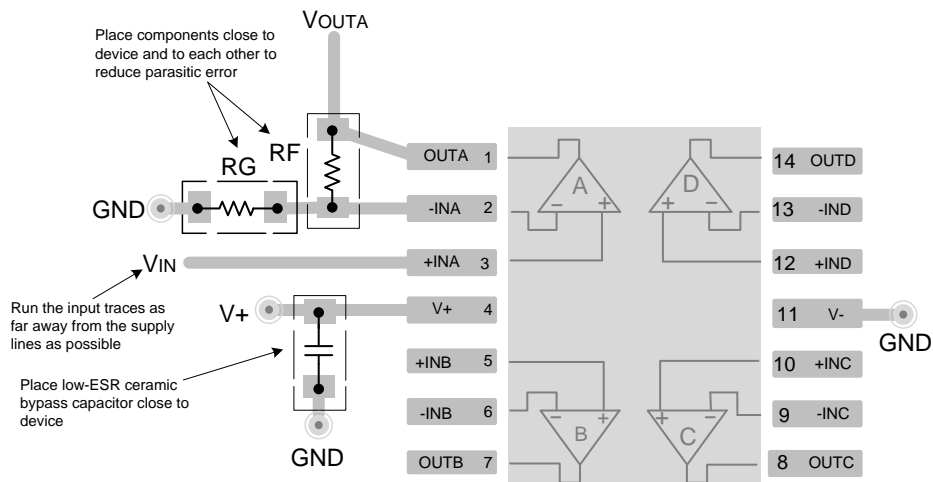 VOUTA
Place components close to
device and to each other to
reduce parasitic error
RG
RF
GND
VIN
Run the input traces as
far away from the supply
lines as possible
V+
Place low-ESR ceramic
bypass capacitor close to
device
GND
OUTA 1
-INA 2
+INA 3
V+ 4
+INB 5
-INB 6
OUTB 7
A
− +
D
+ −
B
− +
C
+ −
14 OUTD
13 -IND
12 +IND
11 V-
10 +INC
9 -INC
8 OUTC
GND